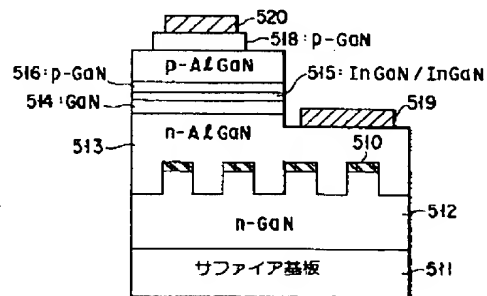 520
518:p-GaN
p-AlGaN
516:p-GaN
515:InGaN/InGaN
514:GaN
519
n-AlGaN
513
510
n-GaN
512
サファイア基板
511